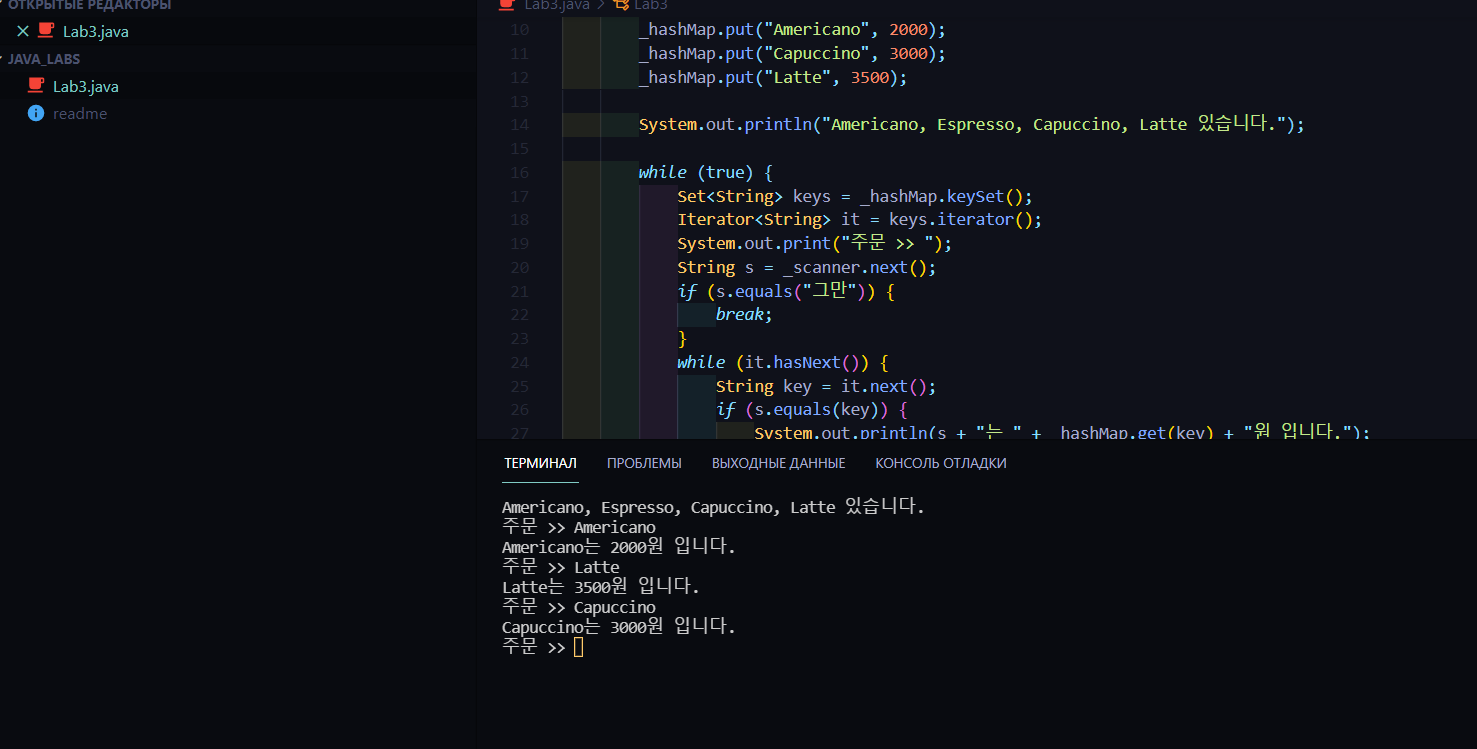 ОТКРЫТЫЕ РЕДАКТОРЫ
Lab3.java
JAVA_LABS
Lab3.java
readme
Lab3.java > Lab3
10 _hashMap.put("Americano", 2000);
11 _hashMap.put("Capuccino", 3000);
12 _hashMap.put("Latte", 3500);
13
14 System.out.println("Americano, Espresso, Capuccino, Latte 있습니다.");
15
16 while (true) {
17 Set<String> keys = _hashMap.keySet();
18 Iterator<String> it = keys.iterator();
19 System.out.print("주문 >> ");
20 String s = _scanner.next();
21 if (s.equals("그만")) {
22 break;
23 }
24 while (it.hasNext()) {
25 String key = it.next();
26 if (s.equals(key)) {
27 System.out.println(s + "는 " + _hashMap.get(key) + "원 입니다.");
ТЕРМИНАЛ ПРОБЛЕМЫ ВЫХОДНЫЕ ДАННЫЕ КОНСОЛЬ ОТЛАДКИ
Americano, Espresso, Capuccino, Latte 있습니다.
주문 >> Americano
Americano는 2000원 입니다.
주문 >> Latte
Latte는 3500원 입니다.
주문 >> Capuccino
Capuccino는 3000원 입니다.
주문 >>